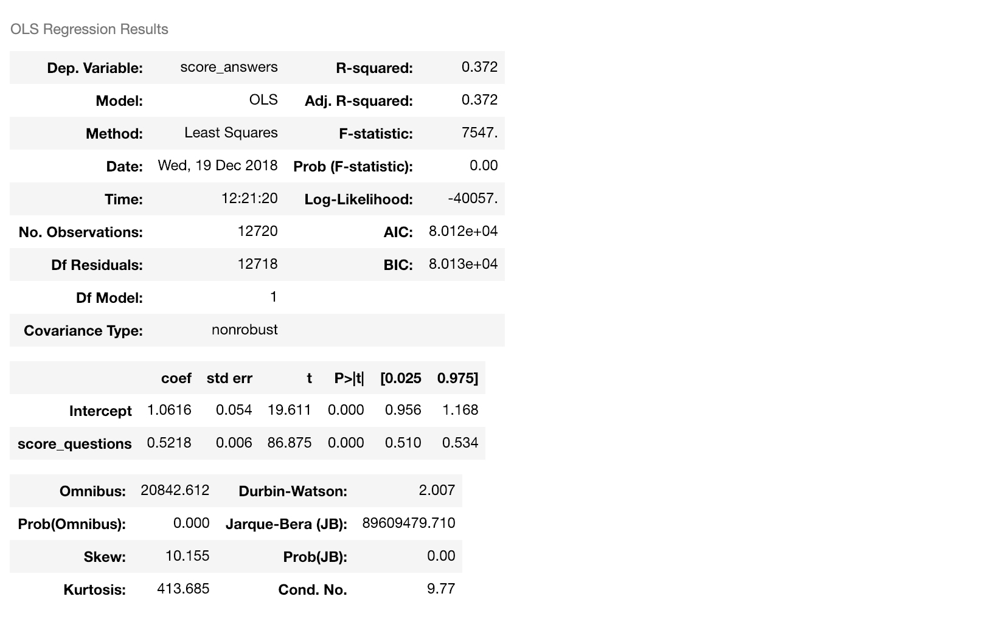 OLS Regression Results
Dep. Variable: score_answers R-squared: 0.372
Model: OLS Adj. R-squared: 0.372
Method: Least Squares F-statistic: 7547.
Date: Wed, 19 Dec 2018 Prob (F-statistic): 0.00
Time: 12:21:20 Log-Likelihood: -40057.
No. Observations: 12720 AIC: 8.012e+04
Df Residuals: 12718 BIC: 8.013e+04
Df Model: 1
Covariance Type: nonrobust
coef std err t P>|t| [0.025 0.975]
Intercept 1.0616 0.054 19.611 0.000 0.956 1.168
score_questions 0.5218 0.006 86.875 0.000 0.510 0.534
Omnibus: 20842.612 Durbin-Watson: 2.007
Prob(Omnibus): 0.000 Jarque-Bera (JB): 89609479.710
Skew: 10.155 Prob(JB): 0.00
Kurtosis: 413.685 Cond. No. 9.77